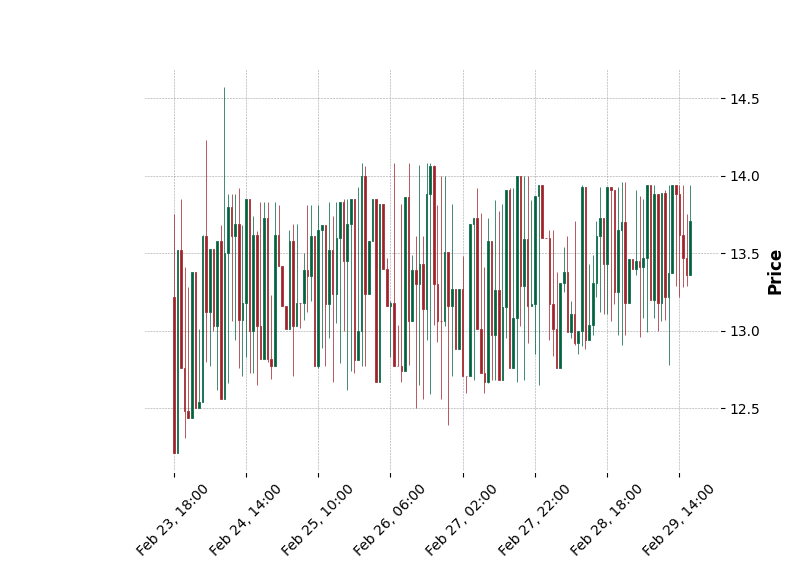 14.5
14.0
13.5
13.0
12.5
Price
Feb 23, 18:00
Feb 24, 14:00
Feb 25, 10:00
Feb 26, 06:00
Feb 27, 02:00
Feb 27, 22:00
Feb 28, 18:00
Feb 29, 14:00